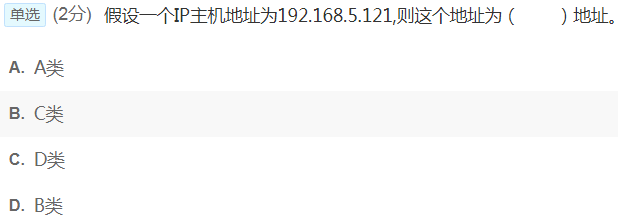 单选 (2分) 假设一个IP主机地址为192.168.5.121,则这个地址为 ( ) 地址。
A. A类
B. C类
C. D类
D. B类